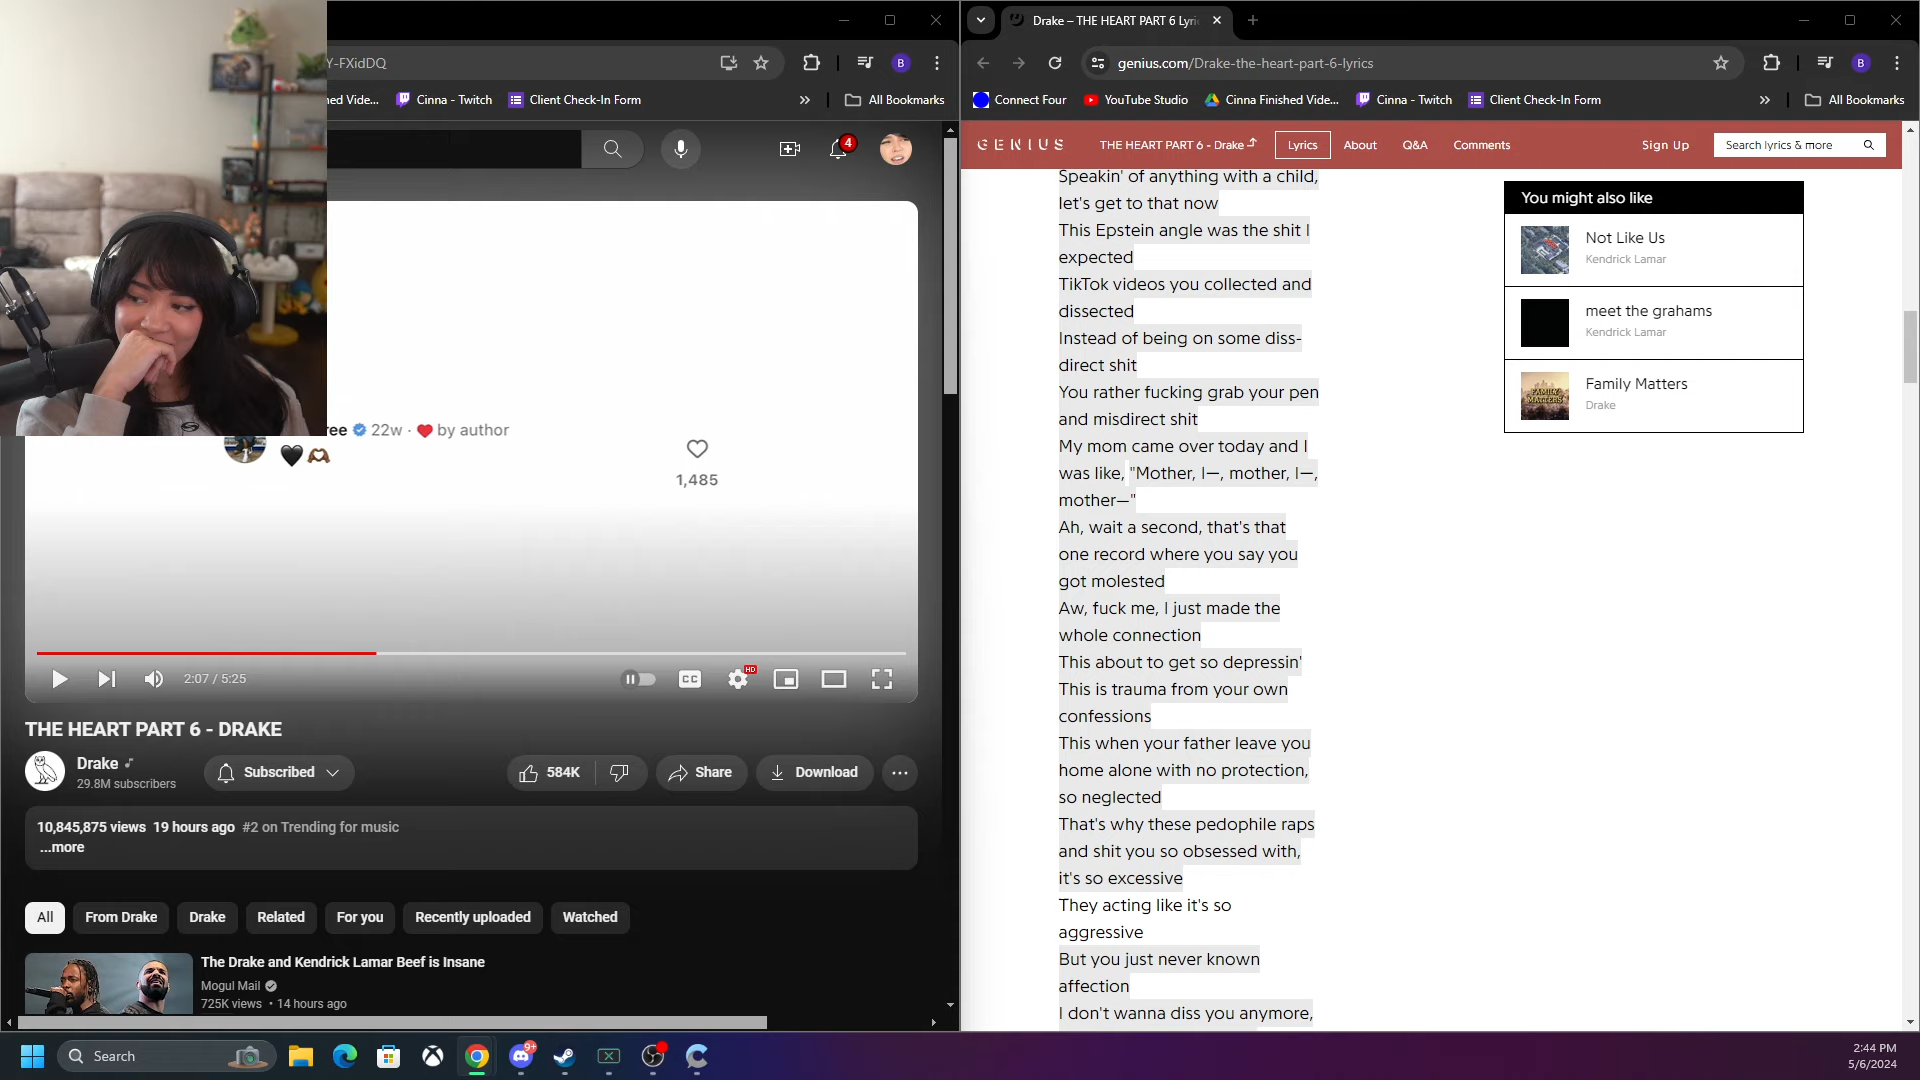 Y-FXidDQ
ned Vide...
Cinna - Twitch
Client Check-In Form
All Bookmarks
B
4
ree 22w · by author
1,485
2:07 / 5:25
CC
HD
THE HEART PART 6 - DRAKE
Drake
29.8M subscribers
Subscribed
584K
Share
Download
10,845,875 views 19 hours ago #2 on Trending for music
...more
All
From Drake
Drake
Related
For you
Recently uploaded
Watched
The Drake and Kendrick Lamar Beef is Insane
Mogul Mail
725K views • 14 hours ago
Drake – THE HEART PART 6 Lyri
genius.com/Drake-the-heart-part-6-lyrics
B
Connect Four
YouTube Studio
Cinna Finished Vide...
Cinna - Twitch
Client Check-In Form
All Bookmarks
GENIUS
THE HEART PART 6 - Drake
Lyrics
About
Q&A
Comments
Sign Up
Search lyrics & more
Speakin' of anything with a child,
let's get to that now
This Epstein angle was the shit I
expected
TikTok videos you collected and
dissected
Instead of being on some diss-
direct shit
You rather fucking grab your pen
and misdirect shit
My mom came over today and I
was like, "Mother, I—, mother, I—,
mother—"
Ah, wait a second, that's that
one record where you say you
got molested
Aw, fuck me, I just made the
whole connection
This about to get so depressin'
This is trauma from your own
confessions
This when your father leave you
home alone with no protection,
so neglected
That's why these pedophile raps
and shit you so obsessed with,
it's so excessive
They acting like it's so
aggressive
But you just never known
affection
I don't wanna diss you anymore,
You might also like
Not Like Us
Kendrick Lamar
meet the grahams
Kendrick Lamar
Family Matters
Drake
Search
9+
2:44 PM
5/6/2024